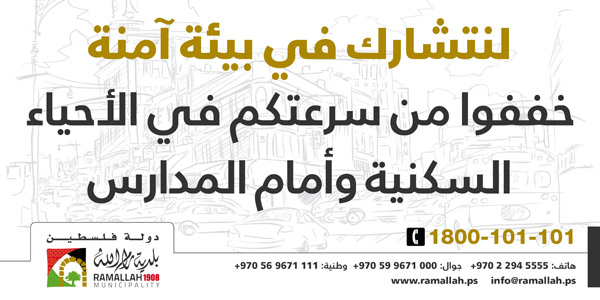 لنتشارك في بيئة آمنة
خففوا من سرعتكم في الأحياء
السكنية وأمام المدارس
1800-101-101
دولة فلسطين
بلدية رام الله
RAMALLAH 1908
MUNICIPALITY
هاتف: 5555 294 2 970+ جوال: 000 9671 59 970+ وطنية: 111 9671 56 970+
www.ramallah.ps info@ramallah.ps